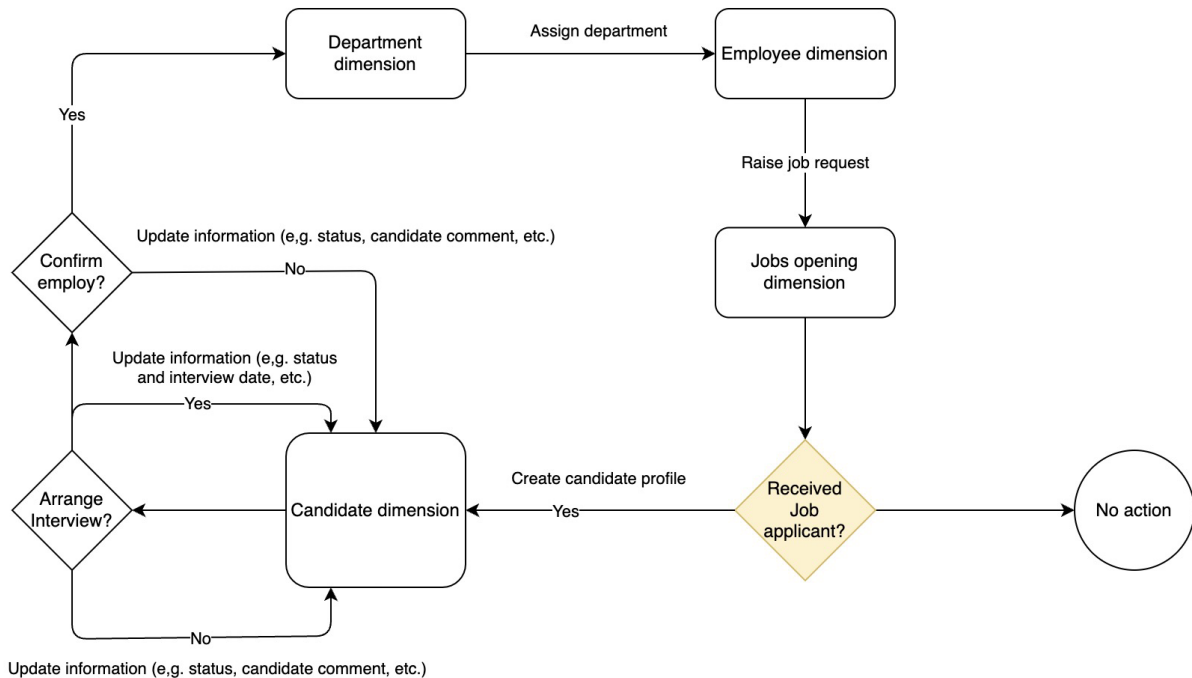 Department
dimension
Assign department
Employee dimension
Yes
Raise job request
Update information (e,g. status, candidate comment, etc.)
Confirm
employ?
No
Jobs opening
dimension
Update information (e,g. status
and interview date, etc.)
Yes
Arrange
Interview?
Candidate dimension
Create candidate profile
Yes
Received
Job
applicant?
No action
No
Update information (e,g. status, candidate comment, etc.)